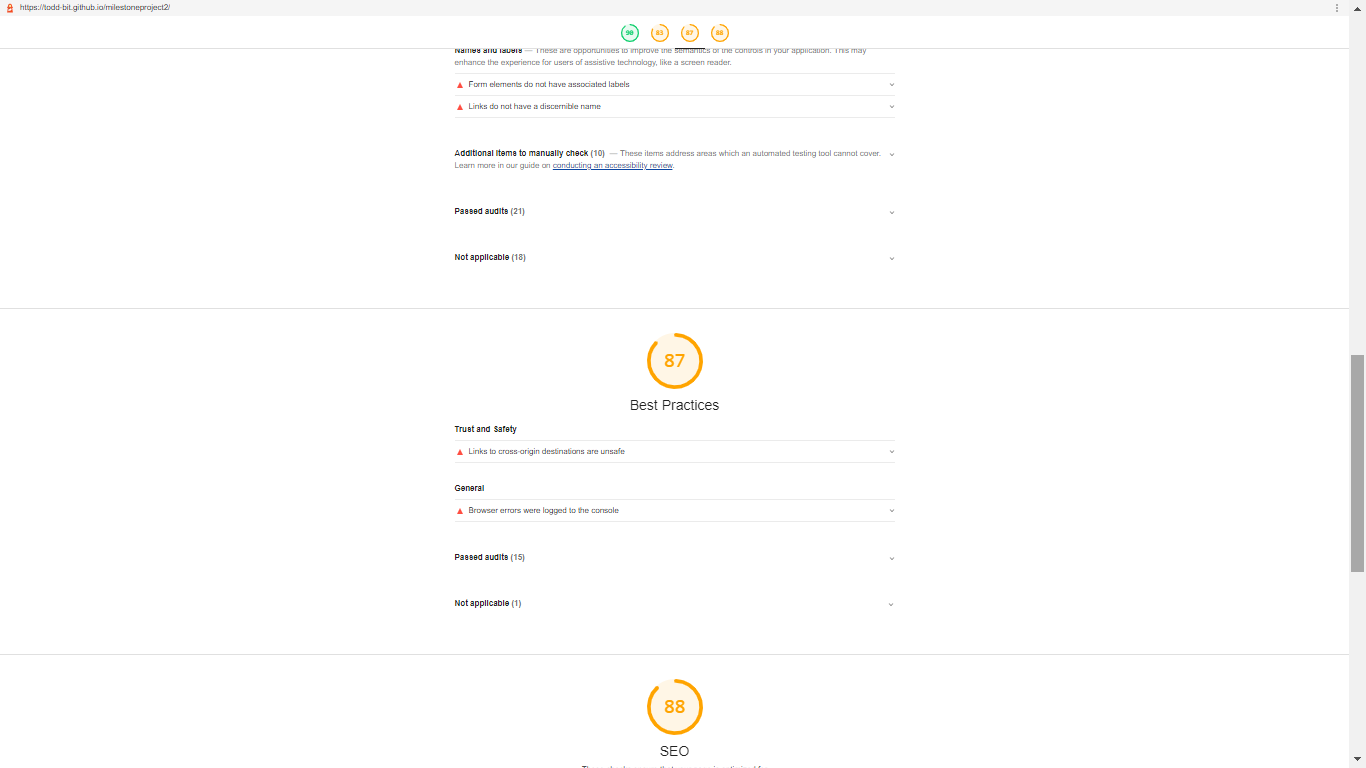 https://todd-bit.github.io/milestoneproject2/
83 87 88
Names and labels — These are opportunities to improve the semantics of the controls in your application. This may
enhance the experience for users of assistive technology, like a screen reader.
Form elements do not have associated labels
Links do not have a discernible name
Additional items to manually check (10) — These items address areas which an automated testing tool cannot cover.
Learn more in our guide on conducting an accessibility review.
Passed audits (21)
Not applicable (18)
87
Best Practices
Trust and Safety
Links to cross-origin destinations are unsafe
General
Browser errors were logged to the console
Passed audits (15)
Not applicable (1)
88
SEO